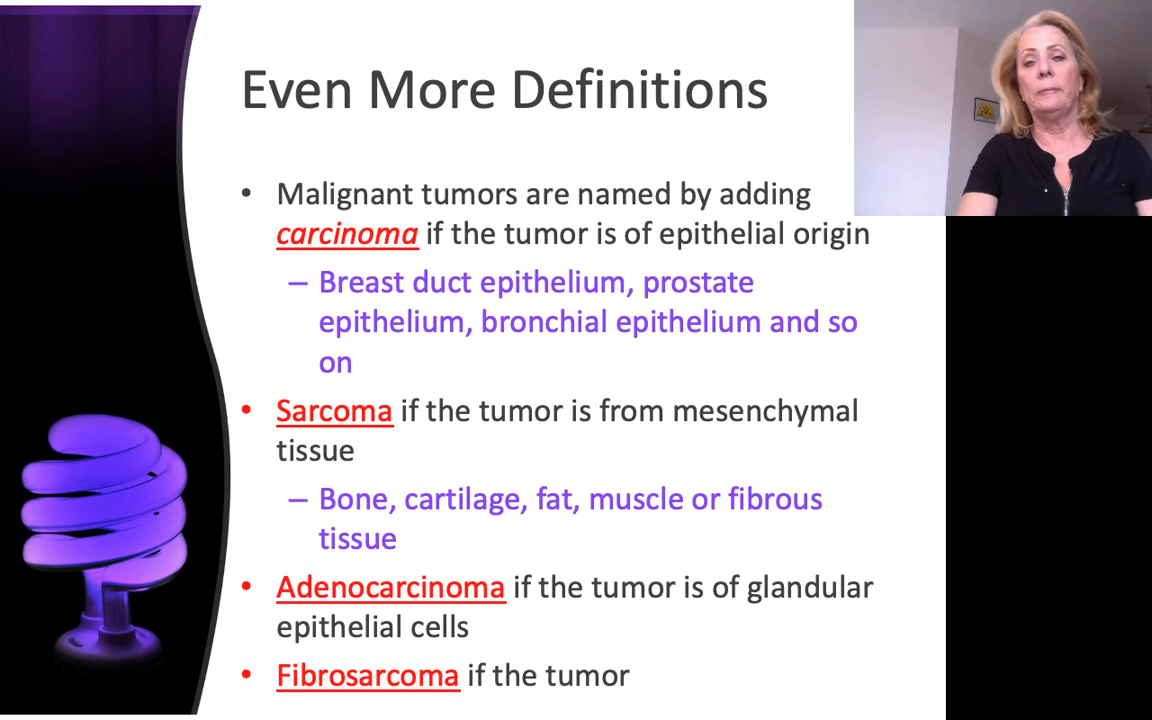 Even More Definitions
• Malignant tumors are named by adding
carcinoma if the tumor is of epithelial origin
– Breast duct epithelium, prostate
epithelium, bronchial epithelium and so
on
• Sarcoma if the tumor is from mesenchymal
tissue
– Bone, cartilage, fat, muscle or fibrous
tissue
• Adenocarcinoma if the tumor is of glandular
epithelial cells
• Fibrosarcoma if the tumor